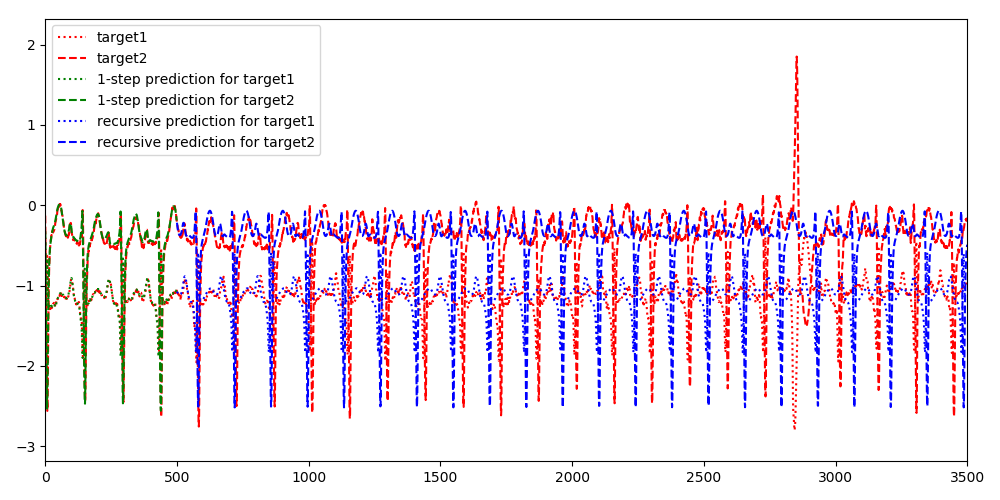 target1
target2
1-step prediction for target1
1-step prediction for target2
recursive prediction for target1
recursive prediction for target2
2
1
0
−1
−2
−3
0 500 1000 1500 2000 2500 3000 3500